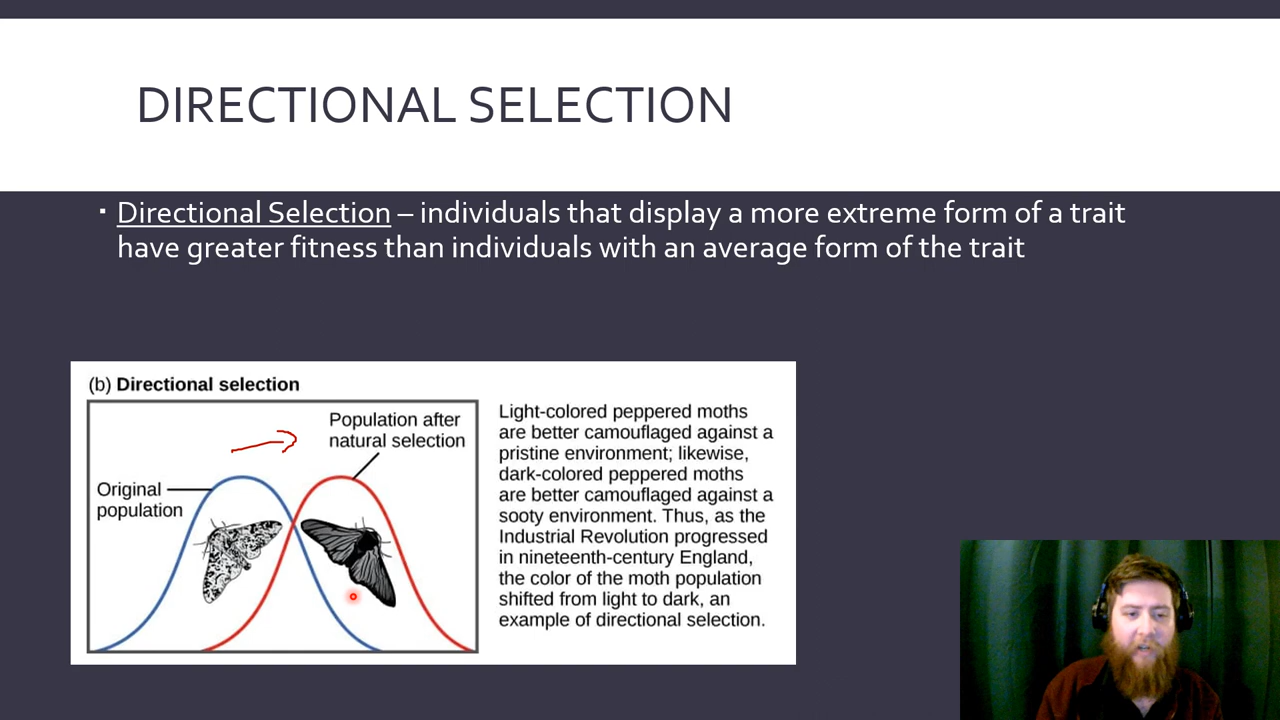 DIRECTIONAL SELECTION
▪ Directional Selection – individuals that display a more extreme form of a trait
have greater fitness than individuals with an average form of the trait
(b) Directional selection
Population after
natural selection
Original
population
Light-colored peppered moths
are better camouflaged against a
pristine environment; likewise,
dark-colored peppered moths
are better camouflaged against a
sooty environment. Thus, as the
Industrial Revolution progressed
in nineteenth-century England,
the color of the moth population
shifted from light to dark, an
example of directional selection.